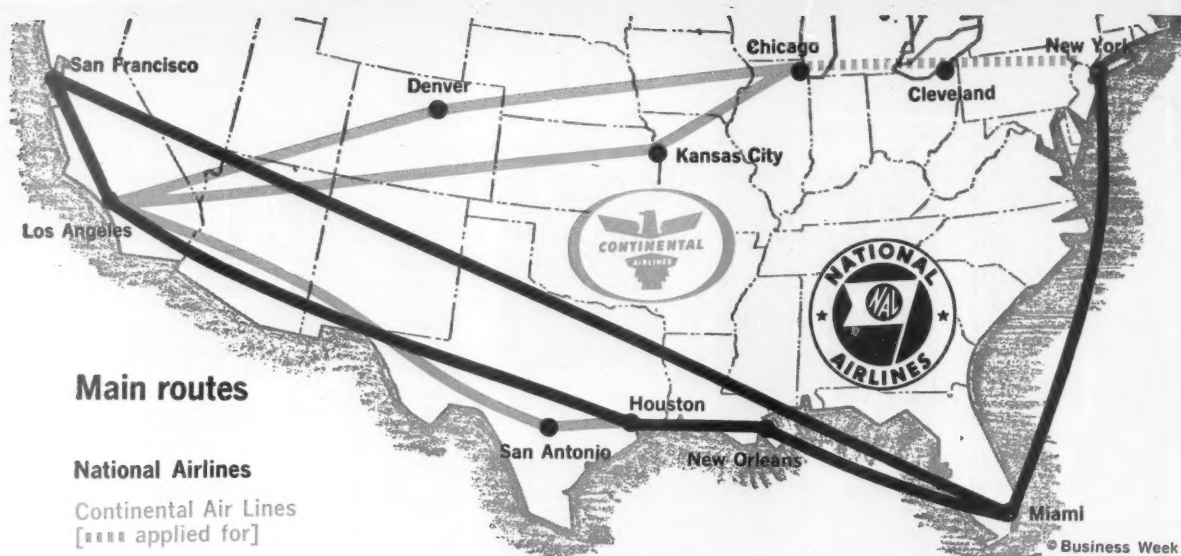 Chicago
New York
San Francisco
Denver
Cleveland
Kansas City
Los Angeles
CONTINENTAL
AIRLINES
NATIONAL
NAL
AIRLINES
Main routes
Houston
San Antonio
New Orleans
National Airlines
Continental Air Lines
[ applied for]
Miami
© Business Week